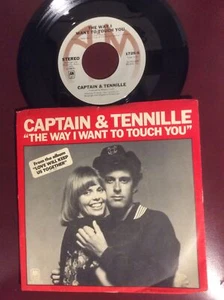 THE WAY I
WANT TO TOUCH YOU
STEREO
CAPTAIN & TENNILLE
CAPTAIN & TENNILLE
"THE WAY I WANT TO TOUCH YOU"
from the album
"LOVE WILL KEEP
US TOGETHER"